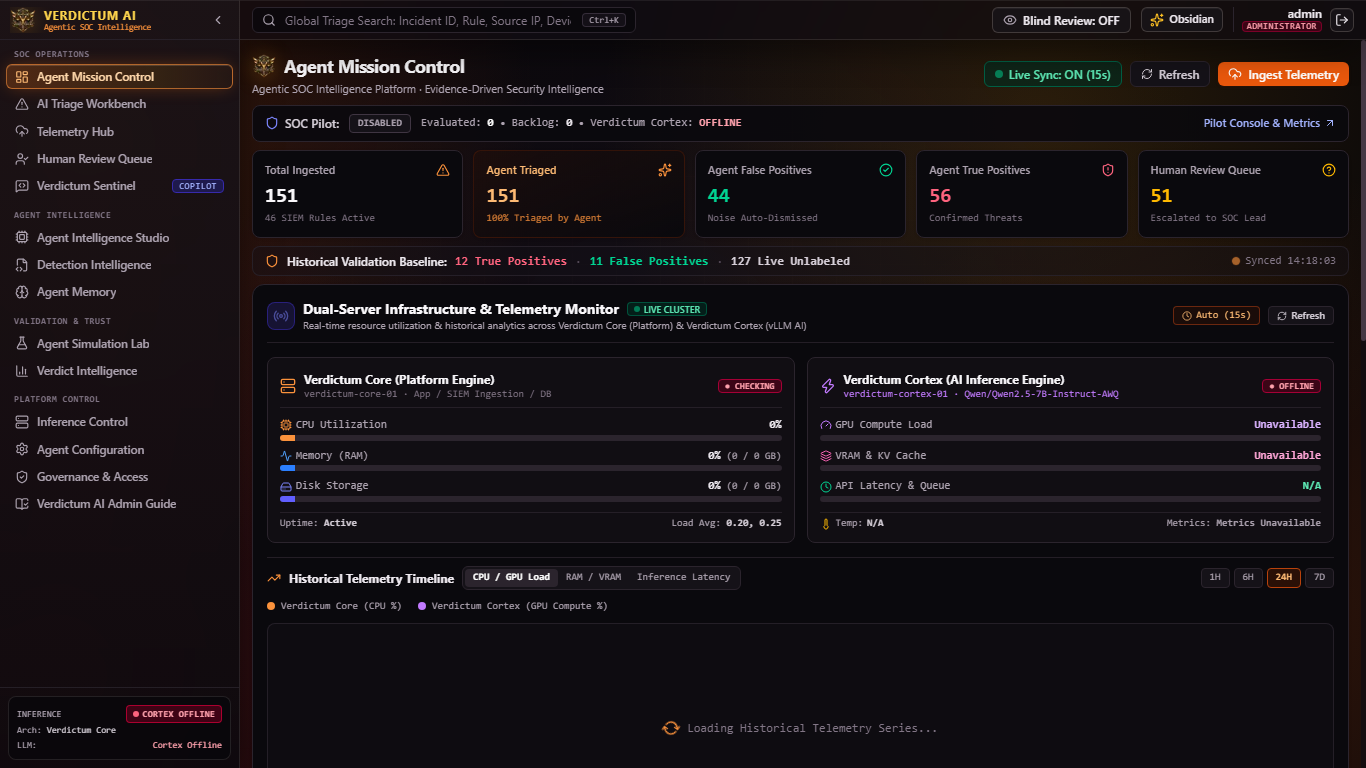 VERDICTUM AI
Agentic SOC Intelligence
SOC OPERATIONS
Agent Mission Control
AI Triage Workbench
Telemetry Hub
Human Review Queue
Verdictum Sentinel COPILOT
AGENT INTELLIGENCE
Agent Intelligence Studio
Detection Intelligence
Agent Memory
VALIDATION & TRUST
Agent Simulation Lab
Verdict Intelligence
PLATFORM CONTROL
Inference Control
Agent Configuration
Governance & Access
Verdictum AI Admin Guide
INFERENCE CORTEX OFFLINE
Arch: Verdictum Core
LLM: Cortex Offline
Global Triage Search: Incident ID, Rule, Source IP, Devi Ctrl+K
Blind Review: OFF
Obsidian
admin
ADMINISTRATOR
Agent Mission Control
Agentic SOC Intelligence Platform · Evidence-Driven Security Intelligence
Live Sync: ON (15s)
Refresh
Ingest Telemetry
SOC Pilot: DISABLED Evaluated: 0 • Backlog: 0 • Verdictum Cortex: OFFLINE
Pilot Console & Metrics
Total Ingested
151
46 SIEM Rules Active
Agent Triaged
151
100% Triaged by Agent
Agent False Positives
44
Noise Auto-Dismissed
Agent True Positives
56
Confirmed Threats
Human Review Queue
51
Escalated to SOC Lead
Historical Validation Baseline: 12 True Positives · 11 False Positives · 127 Live Unlabeled
Synced 14:18:03
Dual-Server Infrastructure & Telemetry Monitor LIVE CLUSTER
Real-time resource utilization & historical analytics across Verdictum Core (Platform) & Verdictum Cortex (vLLM AI)
Auto (15s)
Refresh
Verdictum Core (Platform Engine)
verdictum-core-01 · App / SIEM Ingestion / DB
CHECKING
CPU Utilization 0%
Memory (RAM) 0% (0 / 0 GB)
Disk Storage 0% (0 / 0 GB)
Uptime: Active Load Avg: 0.20, 0.25
Verdictum Cortex (AI Inference Engine)
verdictum-cortex-01 · Qwen/Qwen2.5-7B-Instruct-AWQ
OFFLINE
GPU Compute Load Unavailable
VRAM & KV Cache Unavailable
API Latency & Queue N/A
Temp: N/A Metrics: Metrics Unavailable
Historical Telemetry Timeline CPU / GPU Load RAM / VRAM Inference Latency
1H 6H 24H 7D
Verdictum Core (CPU %) Verdictum Cortex (GPU Compute %)
Loading Historical Telemetry Series...